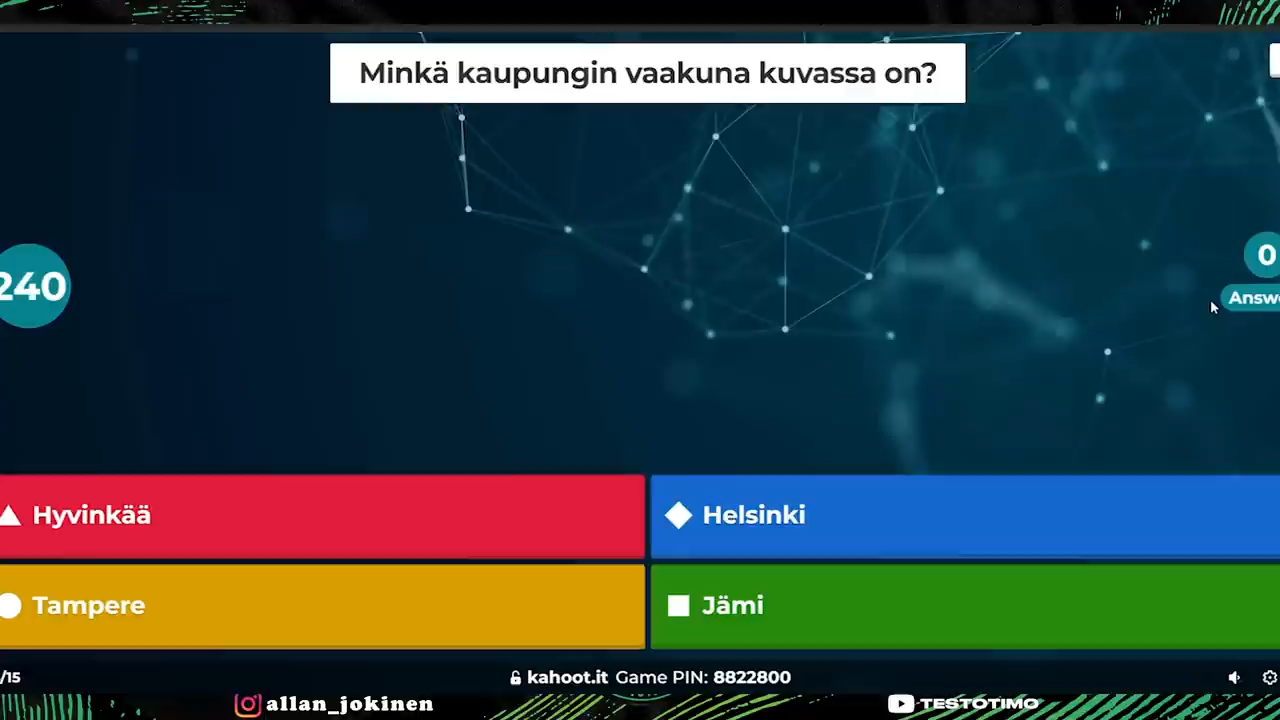 Minkä kaupungin vaakuna kuvassa on?
240
0
Answe
Hyvinkää
Helsinki
Tampere
Jämi
/15
kahoot.it Game PIN: 8822800
allan_jokinen
TESTOTIMO